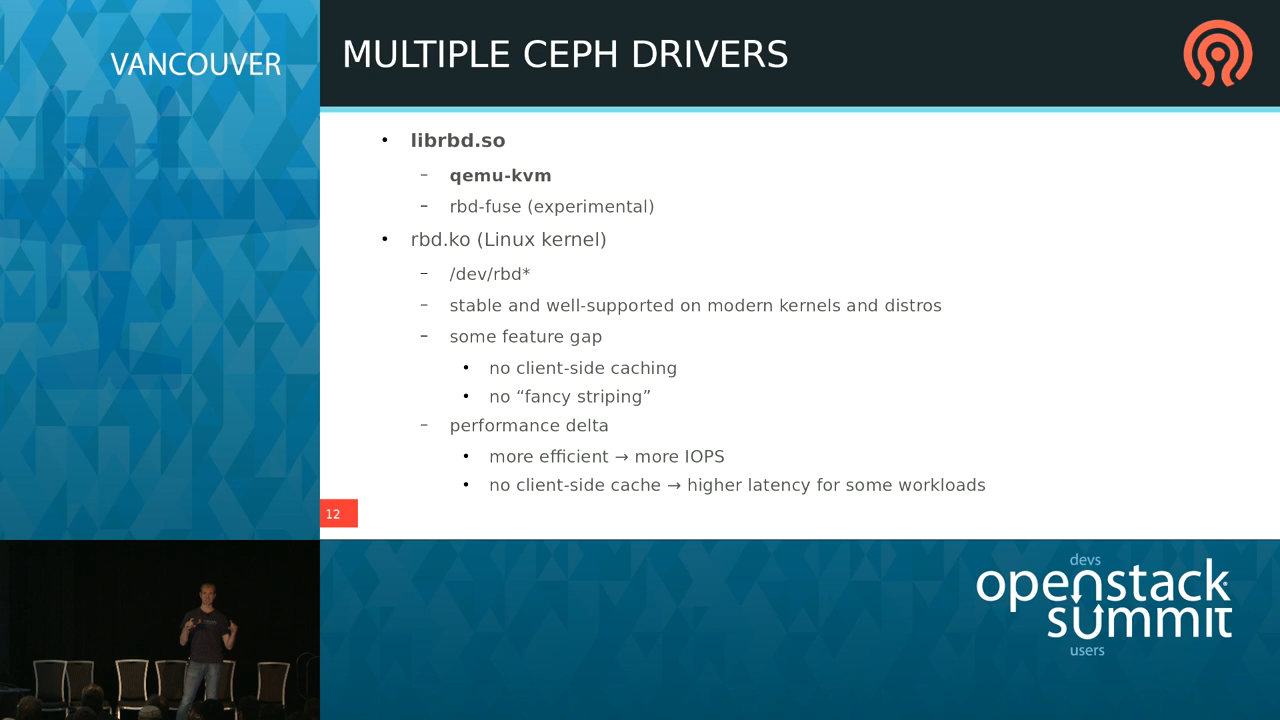 VANCOUVER
MULTIPLE CEPH DRIVERS
• librbd.so
– qemu-kvm
– rbd-fuse (experimental)
• rbd.ko (Linux kernel)
– /dev/rbd*
– stable and well-supported on modern kernels and distros
– some feature gap
• no client-side caching
• no “fancy striping”
– performance delta
• more efficient → more IOPS
• no client-side cache → higher latency for some workloads
12
devs
openstack
summit
users